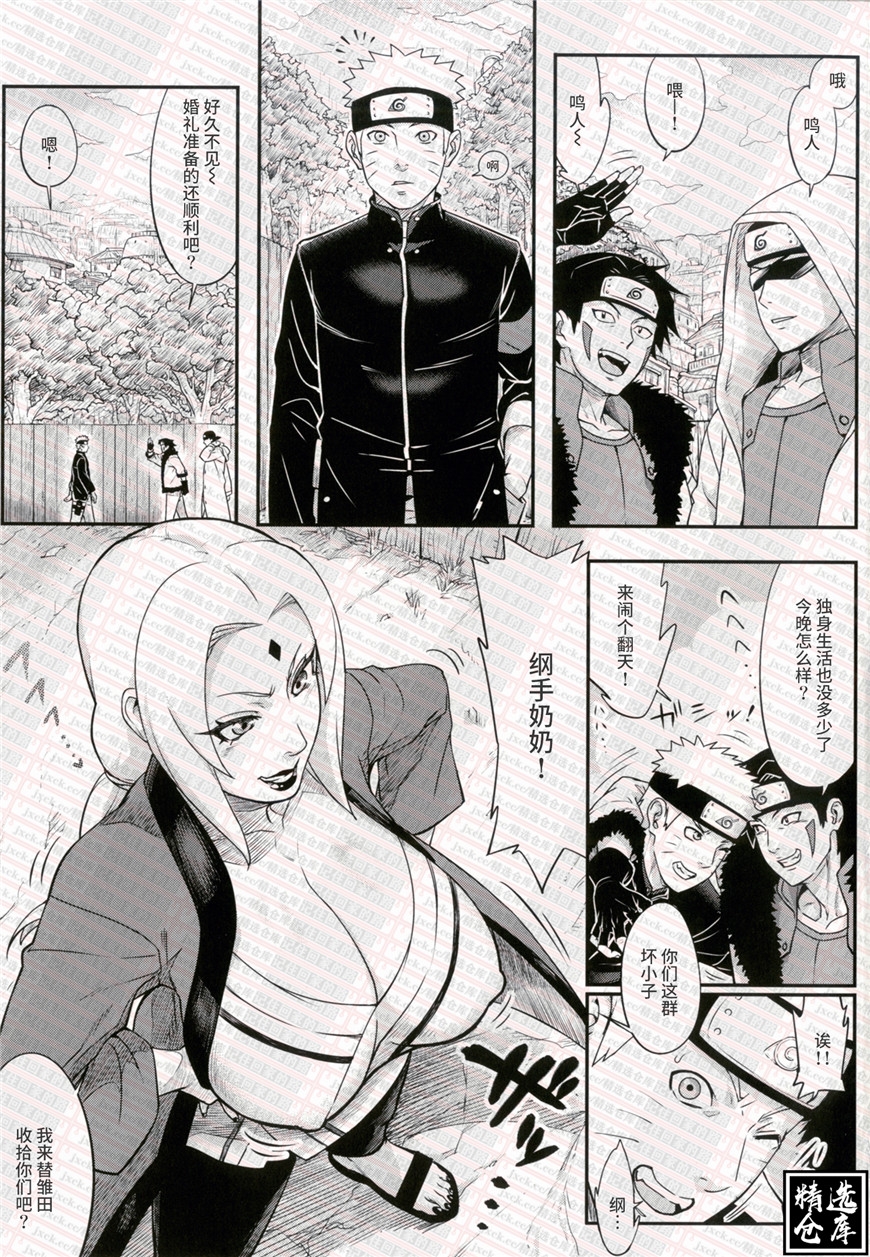 哦
鸣人
喂！！
鸣人～
啊
好久不见～
婚礼准备的还顺利吧？
嗯！
独身生活也没多少了
今晚怎么样？
来闹个
翻天！
纲手奶奶！
你们这群
坏小子
诶！！
纲…
我来替雏田
收拾你们吧？
精选
仓库